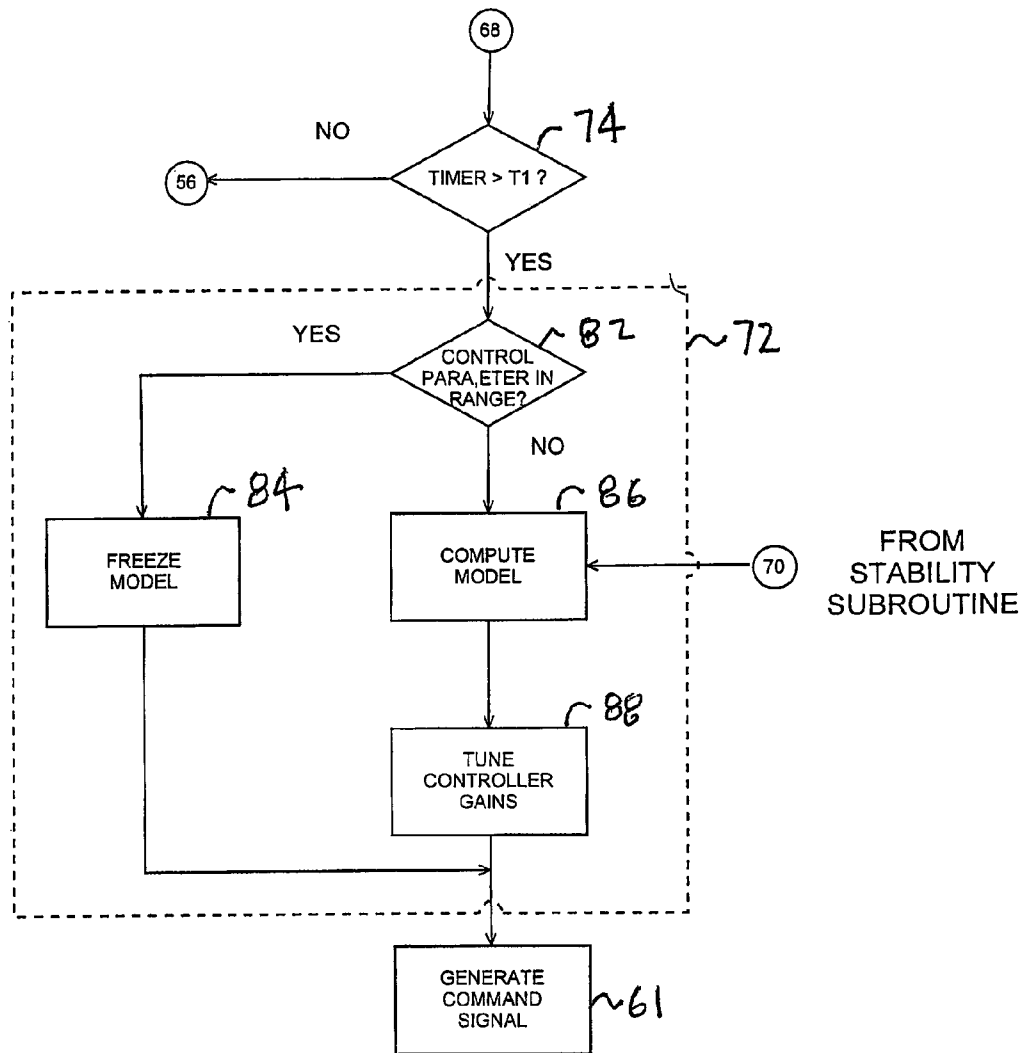 68
74
NO
TIMER > T1 ?
56
YES
YES
82
72
CONTROL
PARA,ETER IN
RANGE?
NO
84
86
FREEZE
MODEL
COMPUTE
MODEL
70
FROM
STABILITY
SUBROUTINE
88
TUNE
CONTROLLER
GAINS
GENERATE
COMMAND
SIGNAL
61